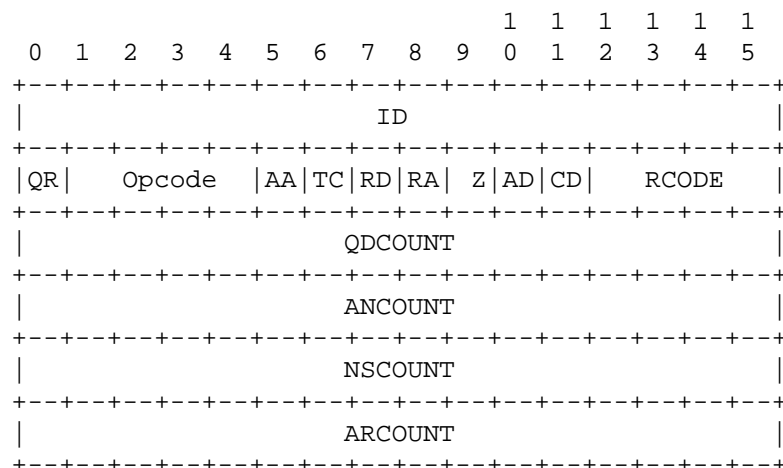 1  1  1  1  1  1
  0  1  2  3  4  5  6  7  8  9  0  1  2  3  4  5
+--+--+--+--+--+--+--+--+--+--+--+--+--+--+--+--+
|                      ID                       |
+--+--+--+--+--+--+--+--+--+--+--+--+--+--+--+--+
|QR|   Opcode  |AA|TC|RD|RA| Z|AD|CD|   RCODE   |
+--+--+--+--+--+--+--+--+--+--+--+--+--+--+--+--+
|                    QDCOUNT                    |
+--+--+--+--+--+--+--+--+--+--+--+--+--+--+--+--+
|                    ANCOUNT                    |
+--+--+--+--+--+--+--+--+--+--+--+--+--+--+--+--+
|                    NSCOUNT                    |
+--+--+--+--+--+--+--+--+--+--+--+--+--+--+--+--+
|                    ARCOUNT                    |
+--+--+--+--+--+--+--+--+--+--+--+--+--+--+--+--+